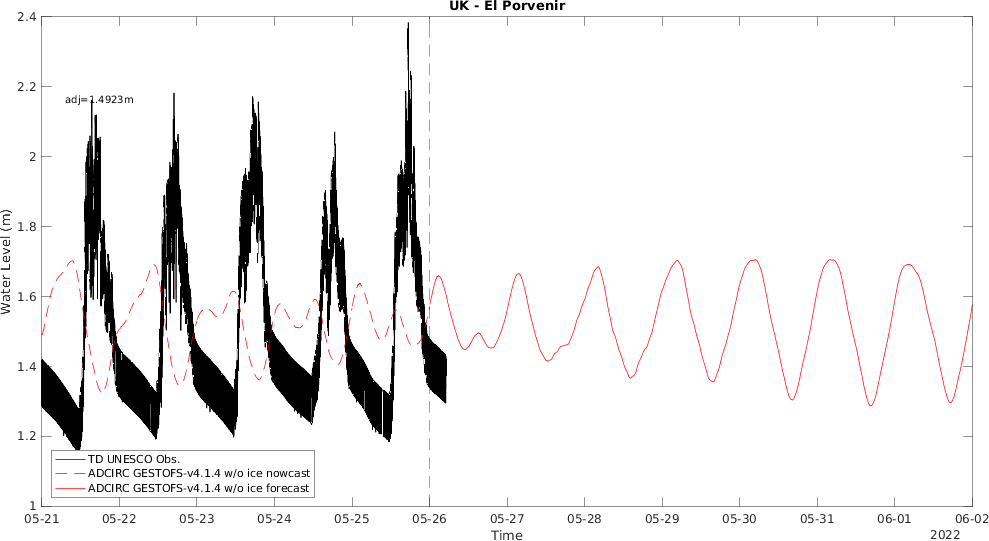 UK - El Porvenir
2.4
2.2
2
1.8
1.6
1.4
1.2
1
Water Level (m)
adj=1.4923m
TD UNESCO Obs.
ADCIRC GESTOFS-v4.1.4 w/o ice nowcast
ADCIRC GESTOFS-v4.1.4 w/o ice forecast
05-21 05-22 05-23 05-24 05-25 05-26 05-27 05-28 05-29 05-30 05-31 06-01 06-02
Time
2022